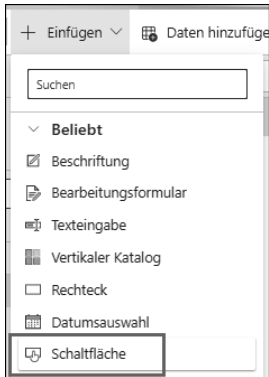 Einfügen Daten hinzufüge
Suchen
Beliebt
Beschriftung
Bearbeitungsformular
Texteingabe
Vertikaler Katalog
Rechteck
Datumsauswahl
Schaltfläche